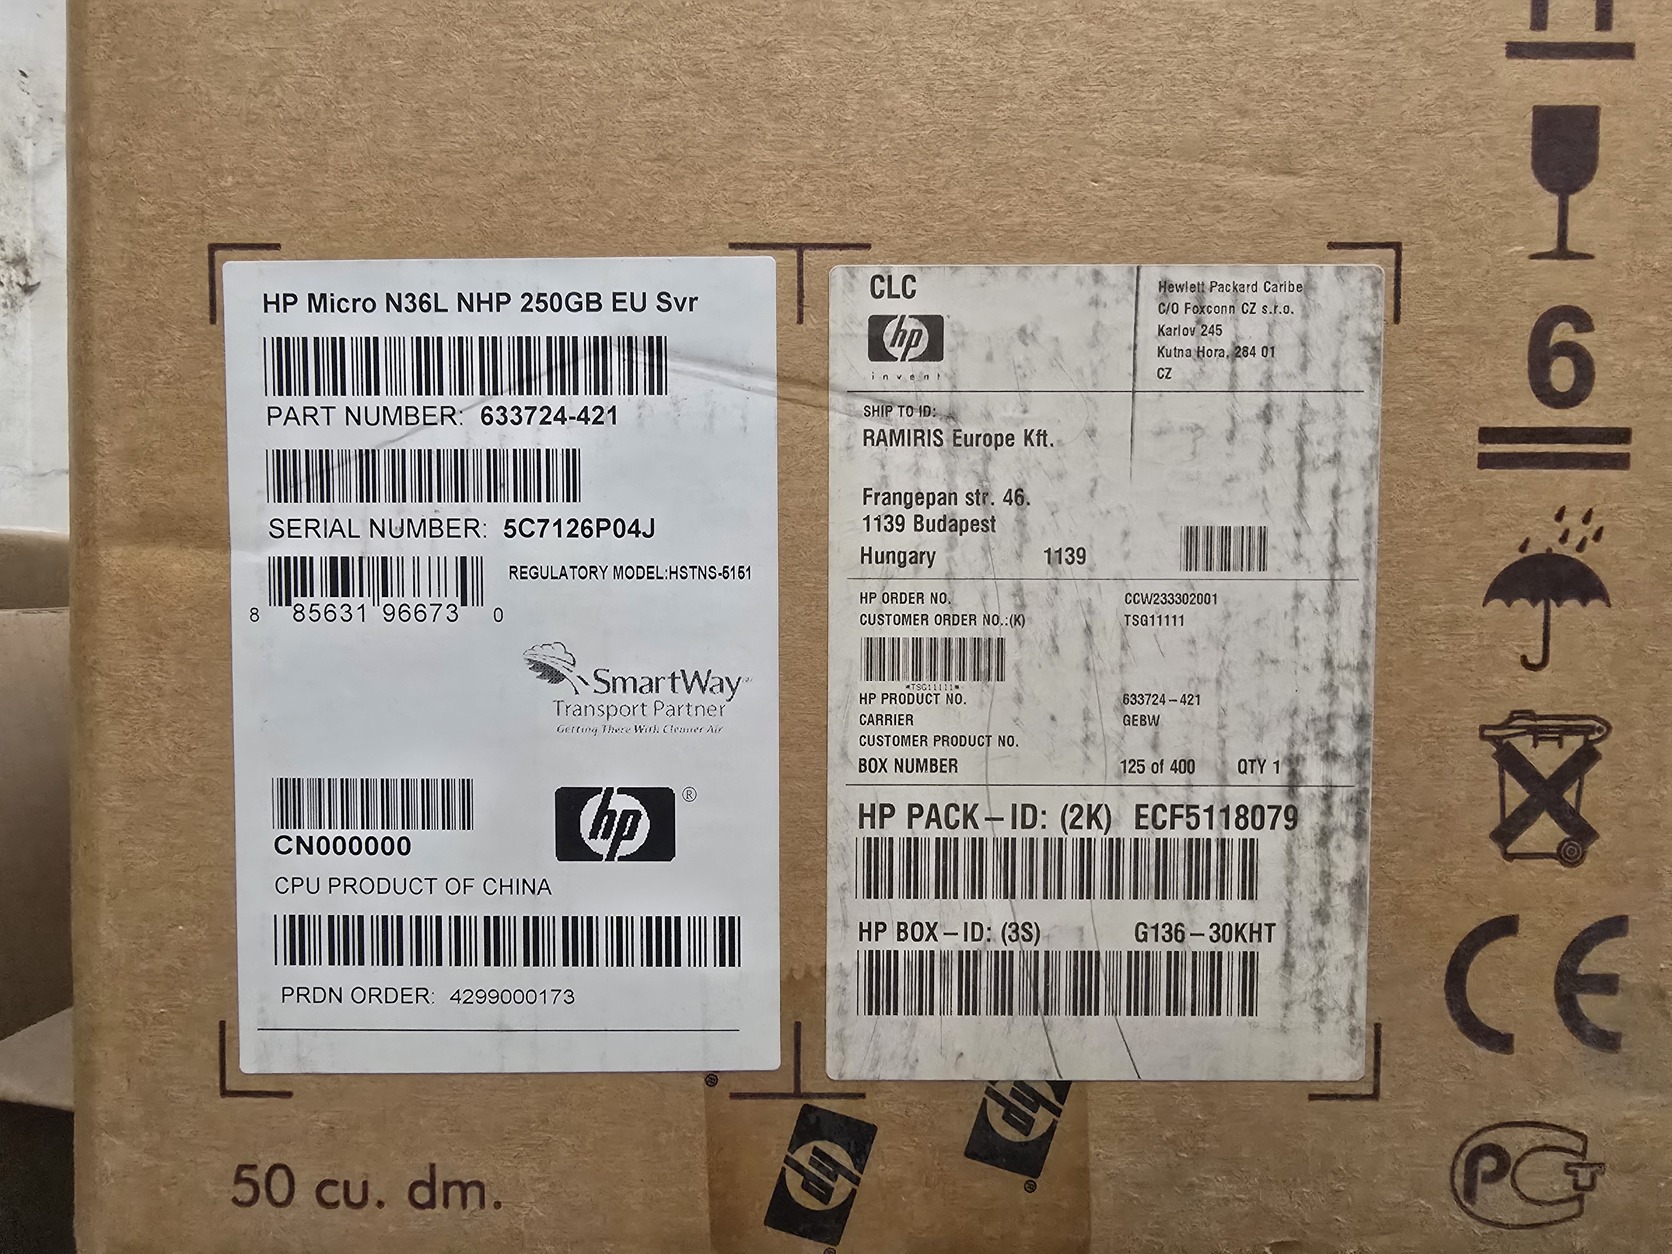 HP Micro N36L NHP 250GB EU Svr
PART NUMBER: 633724-421
SERIAL NUMBER: 5C7126P04J
REGULATORY MODEL:HSTNS-5151
8 85631 96673 0
SmartWay
Transport Partner
Getting There With Cleaner Air
hp ®
CN000000
CPU PRODUCT OF CHINA
PRDN ORDER: 4299000173
CLC
hp
invent
Hewlett Packard Caribe
C/O Foxconn CZ s.r.o.
Karlov 245
Kutna Hora, 284 01
CZ
SHIP TO ID:
RAMIRIS Europe Kft.
Frangepan str. 46.
1139 Budapest
Hungary 1139
HP ORDER NO. CCW233302001
CUSTOMER ORDER NO.:(K) TSG11111
*TSG11111*
HP PRODUCT NO. 633724-421
CARRIER GEBW
CUSTOMER PRODUCT NO.
BOX NUMBER 125 of 400 QTY 1
HP PACK-ID: (2K) ECF5118079
HP BOX-ID: (3S) G136-30KHT
6
CE
PCT
50 cu. dm.
hp ®
hp ®